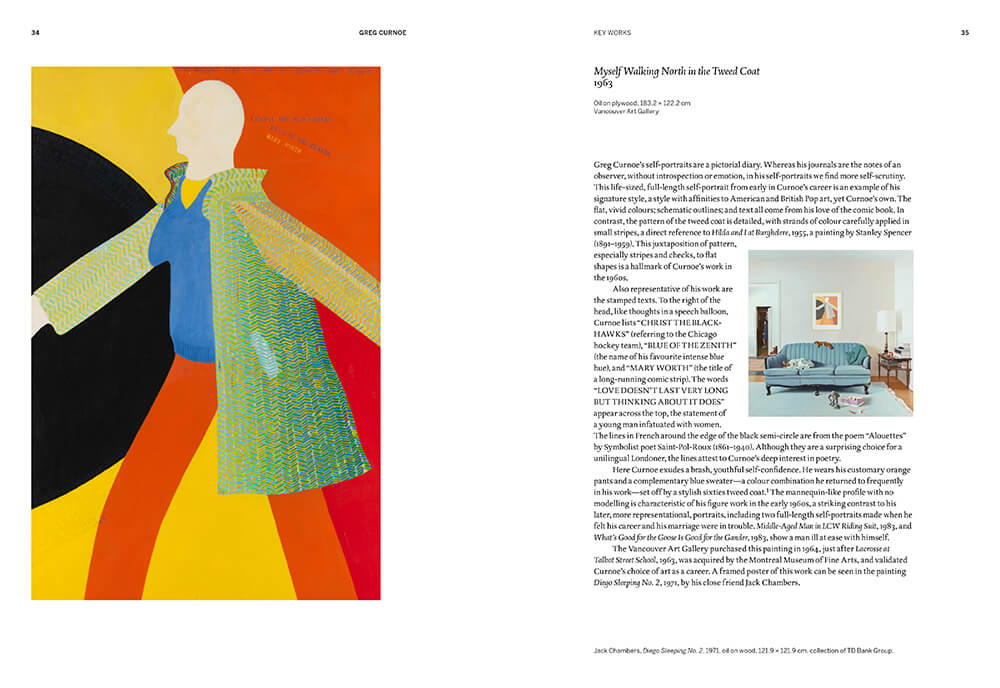 34
GREG CURNOE
KEY WORKS
35
Myself Walking North in the Tweed Coat
1963
Oil on plywood, 183.2 × 122.2 cm
Vancouver Art Gallery
Greg Curnoe's self-portraits are a pictorial diary. Whereas his journals are the notes of an
observer, without introspection or emotion, in his self-portraits we find more self-scrutiny.
This life-sized, full-length self-portrait from early in Curnoe's career is an example of his
signature style, a style with affinities to American and British Pop art, yet Curnoe's own. The
flat, vivid colours; schematic outlines; and text all come from his love of the comic book. In
contrast, the pattern of the tweed coat is detailed, with strands of colour carefully applied in
small stripes, a direct reference to Hilda and I at Burghdere, 1955, a painting by Stanley Spencer
(1891–1959). This juxtaposition of pattern,
especially stripes and checks, to flat
shapes is a hallmark of Curnoe's work in
the 1960s.
Also representative of his work are
the stamped texts. To the right of the
head, like thoughts in a speech balloon,
Curnoe lists "CHRIST THE BLACK-
HAWKS" (referring to the Chicago
hockey team), "BLUE OF THE ZENITH"
(the name of his favourite intense blue
hue), and "MARY WORTH" (the title of
a long-running comic strip). The words
"LOVE DOESN'T LAST VERY LONG
BUT THINKING ABOUT IT DOES"
appear across the top, the statement of
a young man infatuated with women.
The lines in French around the edge of the black semi-circle are from the poem "Alouettes"
by Symbolist poet Saint-Pol-Roux (1861–1940). Although they are a surprising choice for a
unilingual Londoner, the lines attest to Curnoe's deep interest in poetry.
Here Curnoe exudes a brash, youthful self-confidence. He wears his customary orange
pants and a complementary blue sweater—a colour combination he returned to frequently
in his work—set off by a stylish sixties tweed coat.¹ The mannequin-like profile with no
modelling is characteristic of his figure work in the early 1960s, a striking contrast to his
later, more representational, portraits, including two full-length self-portraits made when he
felt his career and his marriage were in trouble. Middle-Aged Man in LCW Riding Suit, 1983, and
What's Good for the Goose Is Good for the Gander, 1983, show a man ill at ease with himself.
The Vancouver Art Gallery purchased this painting in 1964, just after Lacrosse at
Talbot Street School, 1963, was acquired by the Montreal Museum of Fine Arts, and validated
Curnoe's choice of art as a career. A framed poster of this work can be seen in the painting
Diego Sleeping No. 2, 1971, by his close friend Jack Chambers.
Jack Chambers, Diego Sleeping No. 2, 1971, oil on wood, 121.9 × 121.9 cm, collection of TD Bank Group.